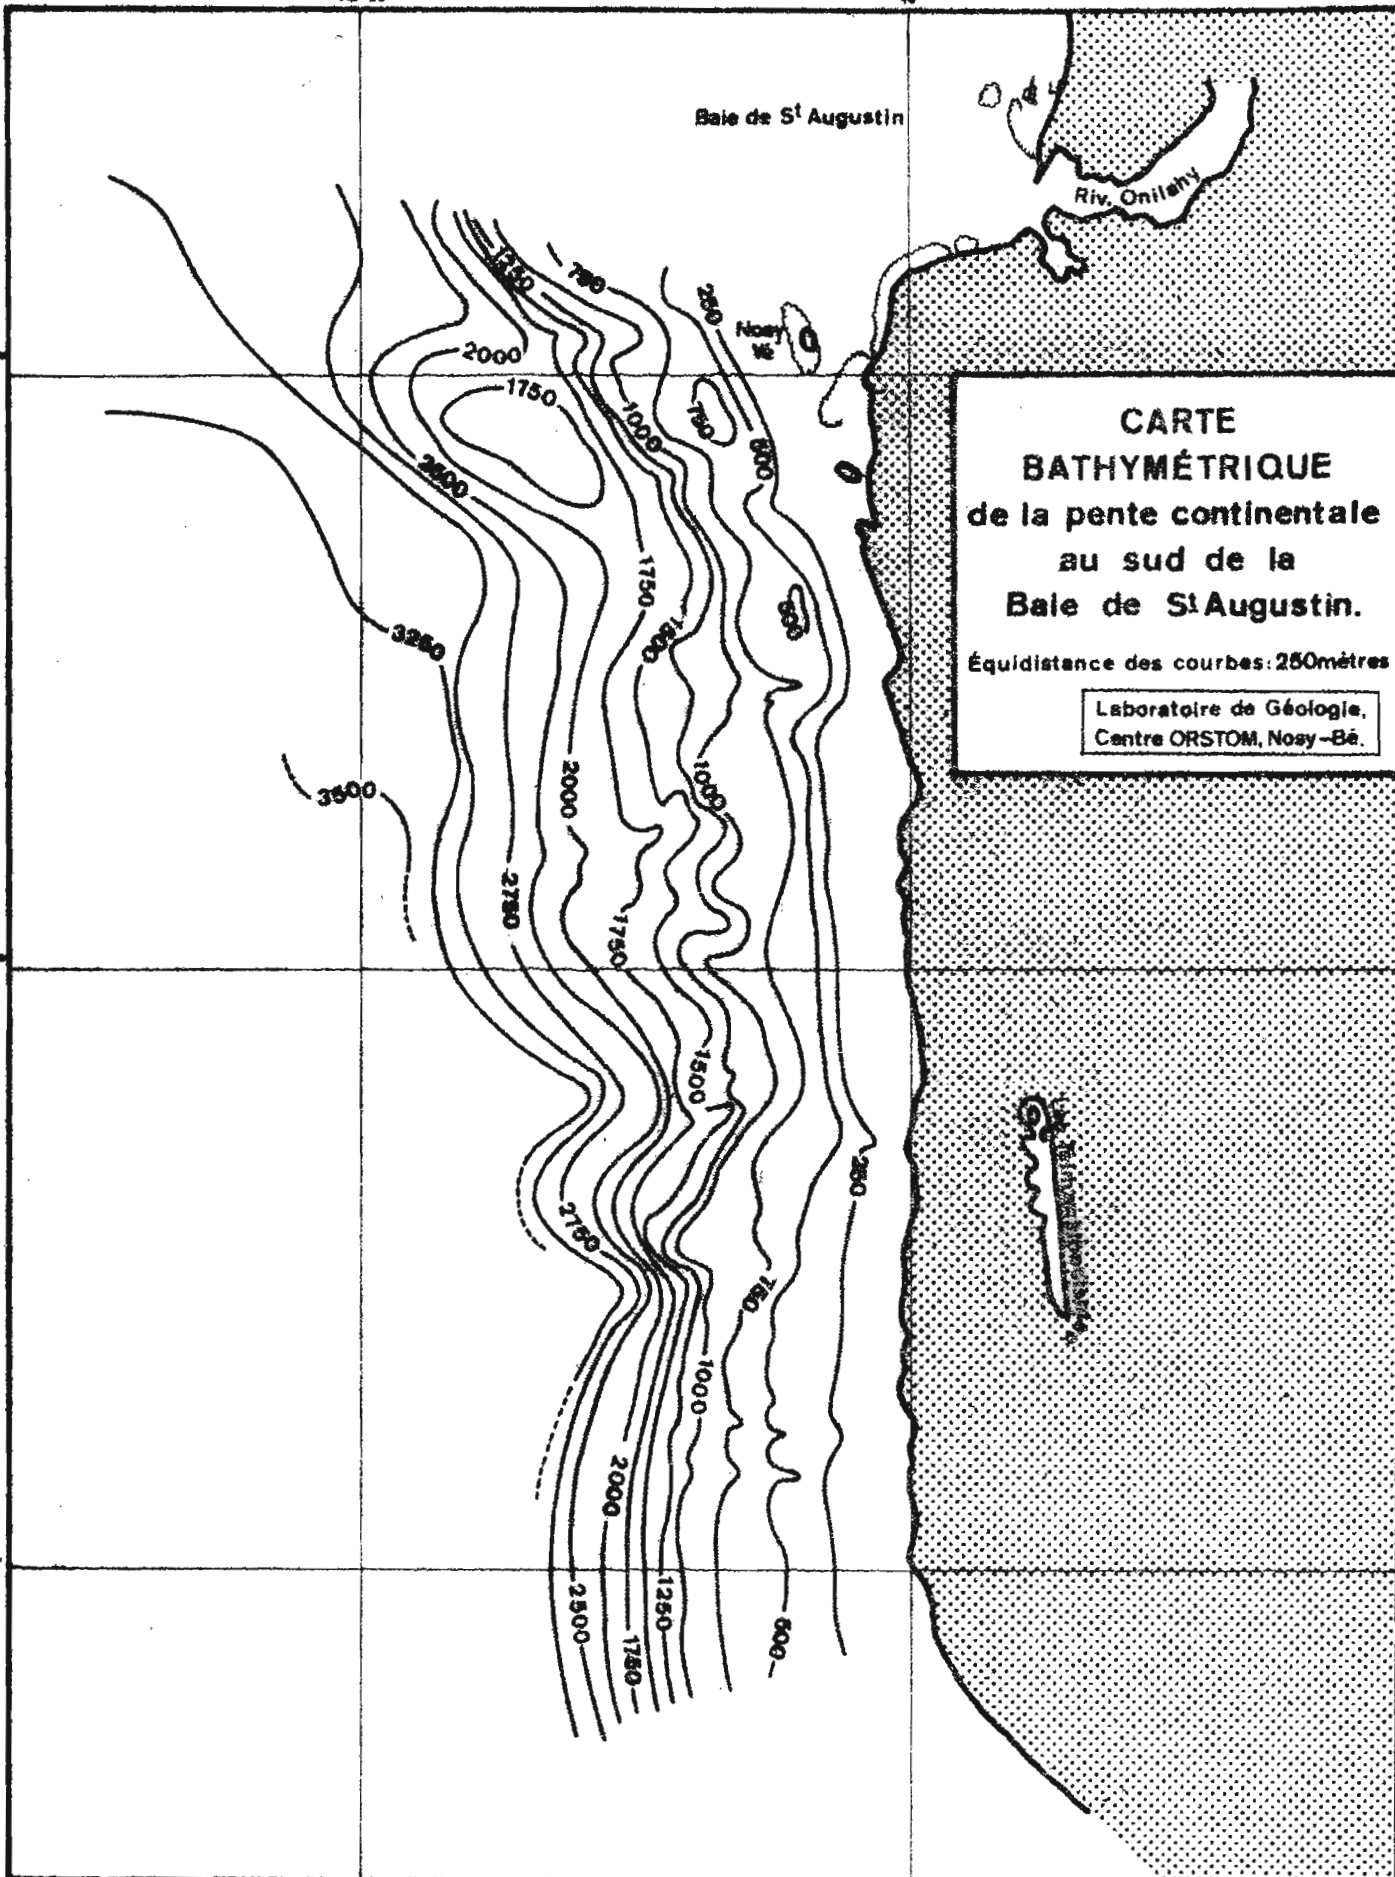 Baie de St Augustin
Riv. Onilahy
1250
750
250
Nosy
Vé
2000
1750
1000
750
500
2500
CARTE
BATHYMÉTRIQUE
de la pente continentale
au sud de la
Baie de St Augustin.
Équidistance des courbes: 250mètres
Laboratoire de Géologie,
Centre ORSTOM, Nosy-Bé.
1750
1500
500
3250
2000
1000
3500
2750
1750
1500
250
2750
750
1000
2000
2500
1250
1750
500